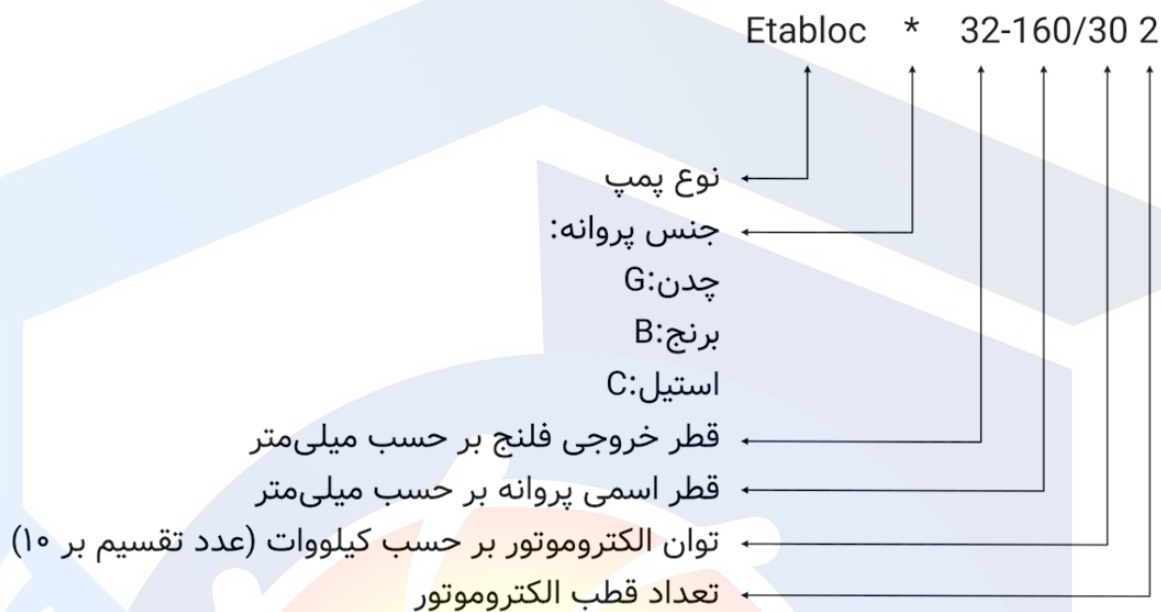 Etabloc * 32-160/30 2
نوع پمپ
جنس پروانه:
چدن:G
برنج:B
استیل:C
قطر خروجی فلنج بر حسب میلی‌متر
قطر اسمی پروانه بر حسب میلی‌متر
توان الکتروموتور بر حسب کیلووات (عدد تقسیم بر ۱۰)
تعداد قطب الکتروموتور